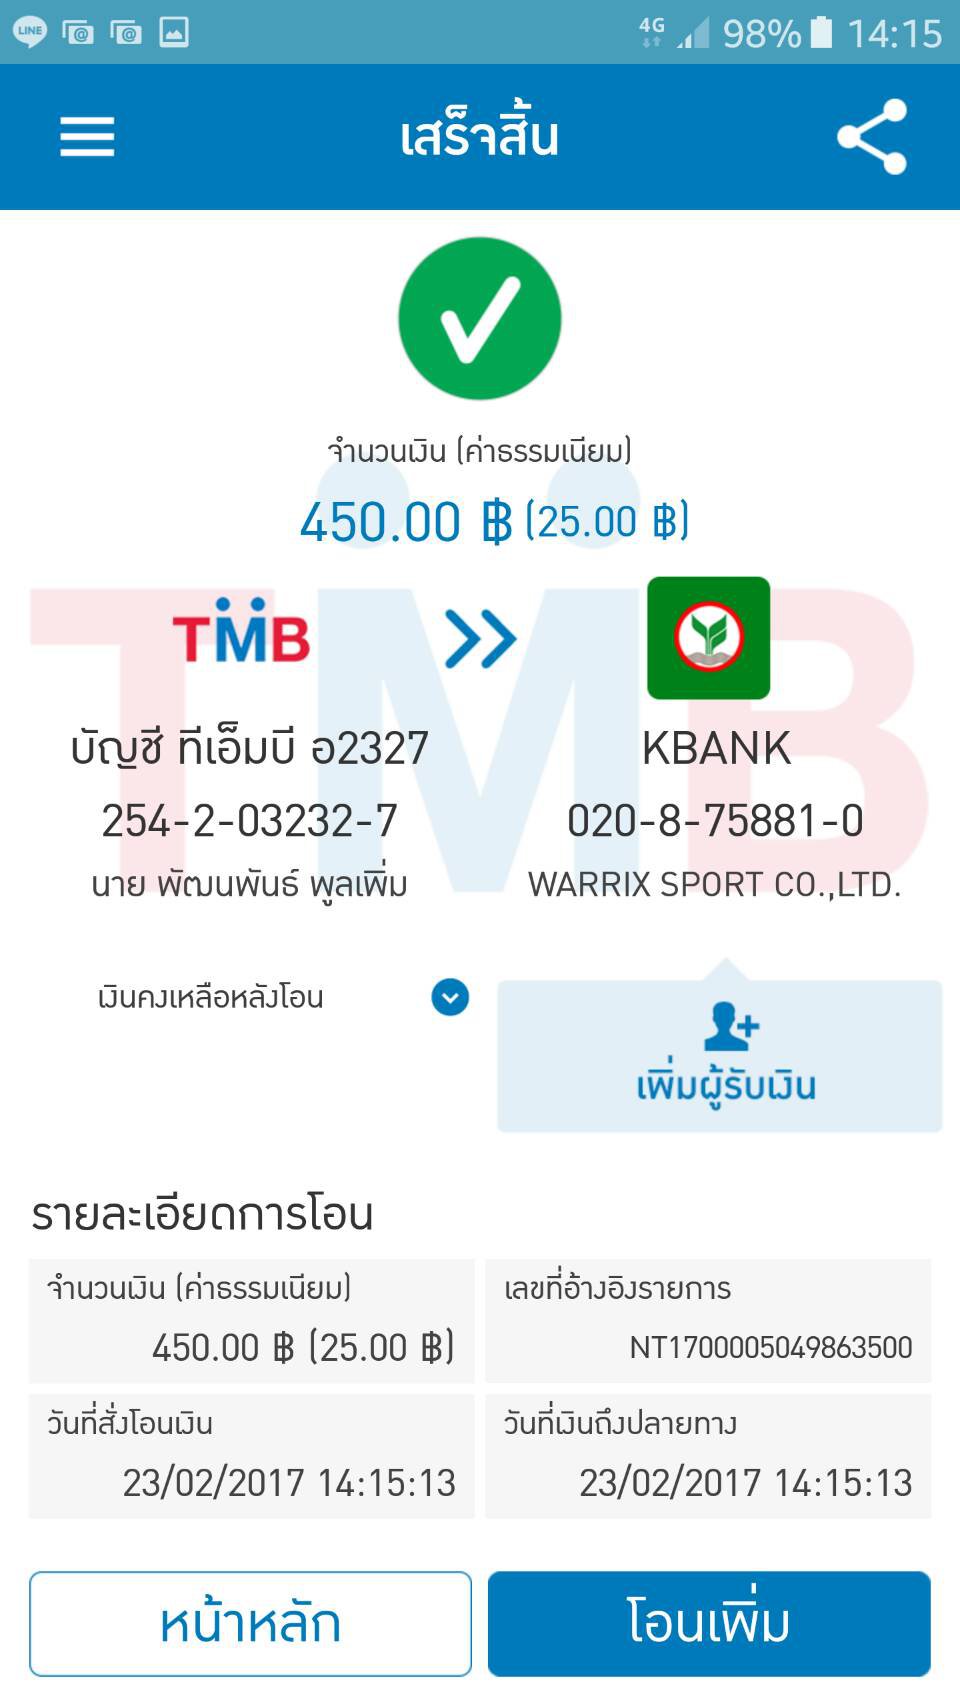 LINE
4G 98% 14:15
เสร็จสิ้น
จำนวนเงิน (ค่าธรรมเนียม)
450.00 ฿ (25.00 ฿)
TMB
บัญชี ทีเอ็มบี อ2327
254-2-03232-7
นาย พัฒนพันธ์ พูลเพิ่ม
KBANK
020-8-75881-0
WARRIX SPORT CO.,LTD.
เงินคงเหลือหลังโอน
เพิ่มผู้รับเงิน
รายละเอียดการโอน
จำนวนเงิน (ค่าธรรมเนียม)
450.00 ฿ (25.00 ฿)
เลขที่อ้างอิงรายการ
NT1700005049863500
วันที่สั่งโอนเงิน
23/02/2017 14:15:13
วันที่เงินถึงปลายทาง
23/02/2017 14:15:13
หน้าหลัก
โอนเพิ่ม